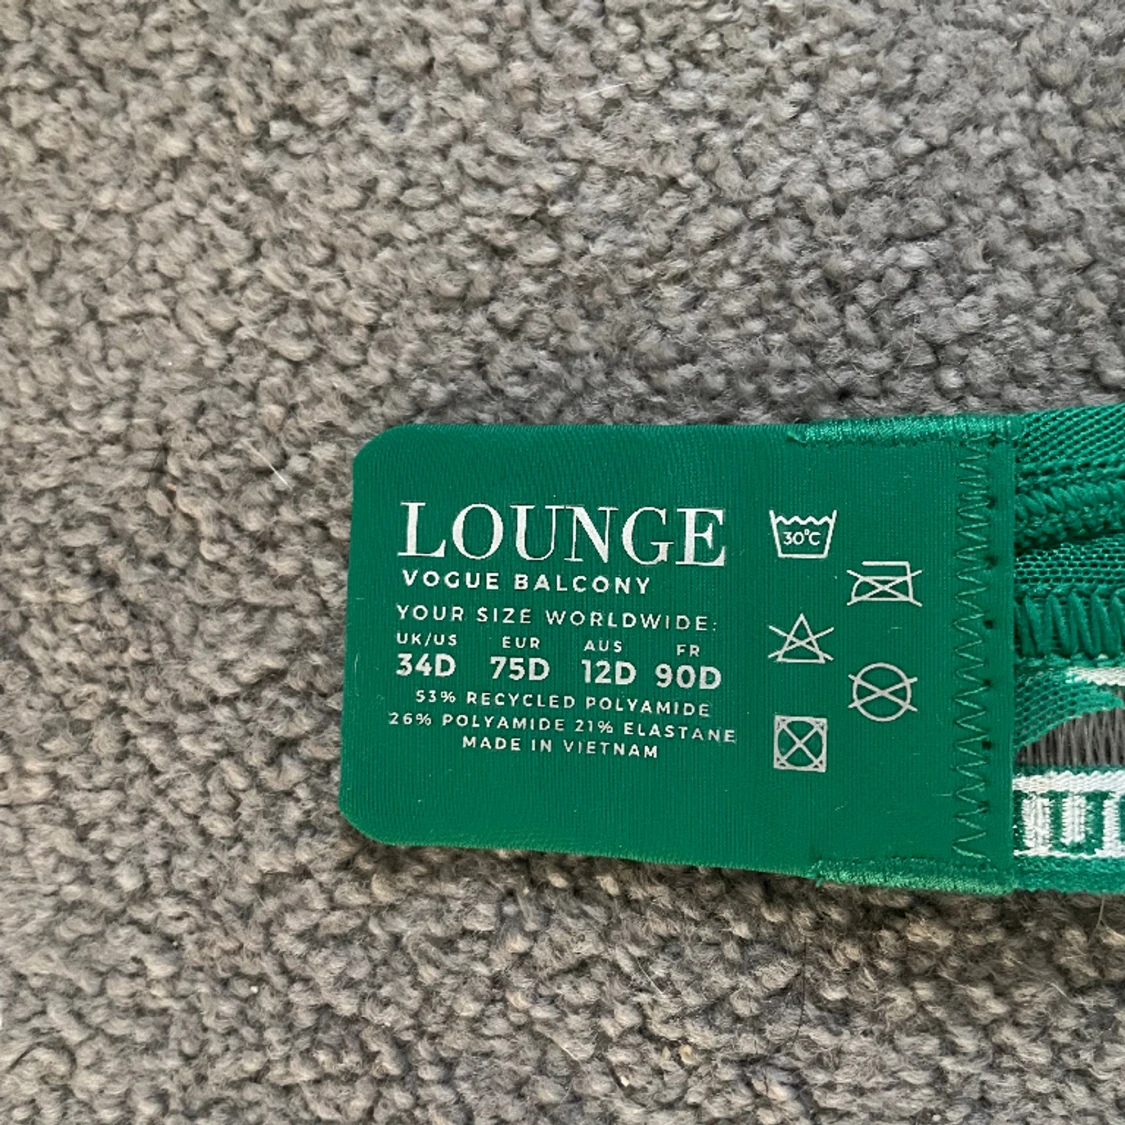 LOUNGE
VOGUE BALCONY
YOUR SIZE WORLDWIDE:
UK/US EUR AUS FR
34D 75D 12D 90D
53% RECYCLED POLYAMIDE
26% POLYAMIDE 21% ELASTANE
MADE IN VIETNAM
30°C